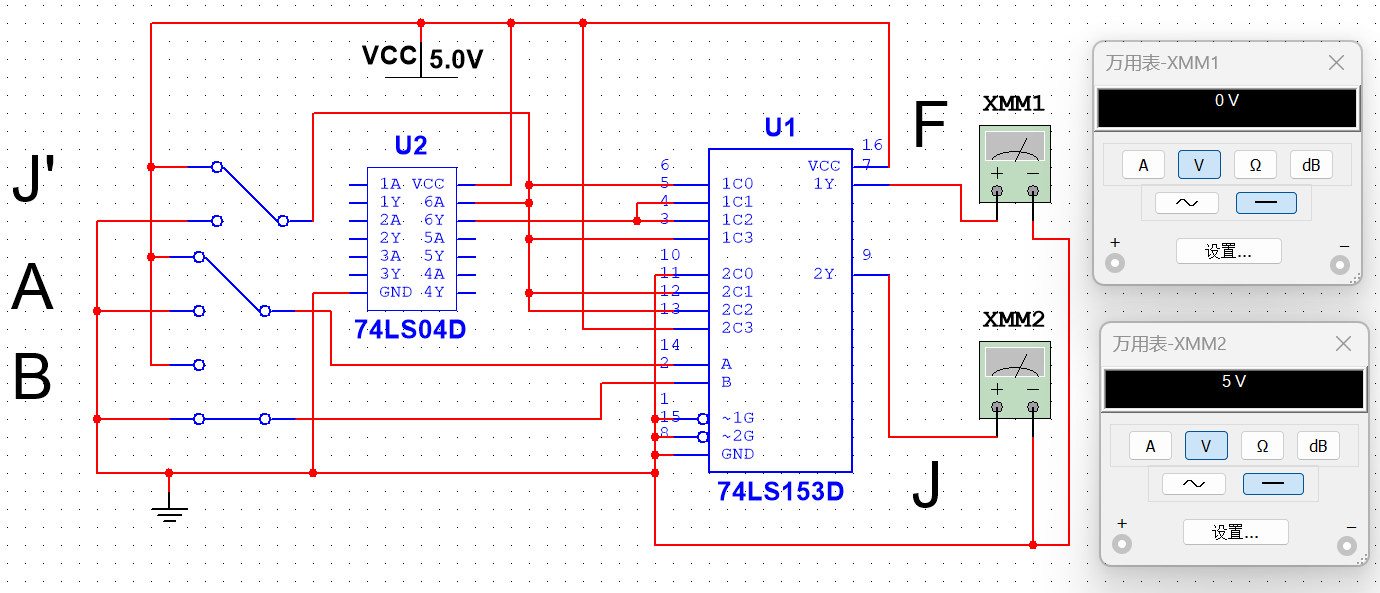 VCC 5.0V
J'
A
B
U2
1A VCC
1Y 6A
2A 6Y
2Y 5A
3A 5Y
3Y 4A
GND 4Y
74LS04D
U1
6
5
4
3
10
11
12
13
14
2
1
15
8
1C0
1C1
1C2
1C3
2C0
2C1
2C2
2C3
A
B
~1G
~2G
GND
VCC
1Y
2Y
16
7
9
74LS153D
F
J
XMM1
+ −
XMM2
+ −
万用表-XMM1
0 V
A V Ω dB
设置...
+ −
万用表-XMM2
5 V
A V Ω dB
设置...
+ −